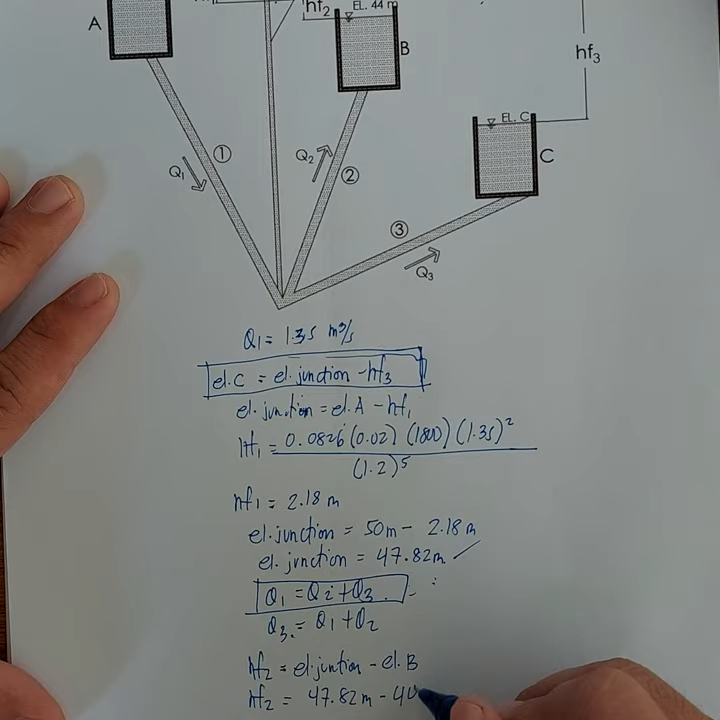 hf₂
EL. 44 m
A
B
hf₃
EL. C
C
①
Q₁
Q₂
②
③
Q₃
Q₁ = 1.35 m³/s
el. C = el. junction - hf₃
el. junction = el. A - hf₁
Hf₁ = 0.0826 (0.02) (1800) (1.35)²
(1.2)⁵
hf₁ = 2.18 m
el. junction = 50m - 2.18 m
el. junction = 47.82m ✓
Q₁ = Q₂ + Q₃
Q₃ = Q₁ + Q₂
hf₂ = el. juntion - el. B
hf₂ = 47.82m - 4